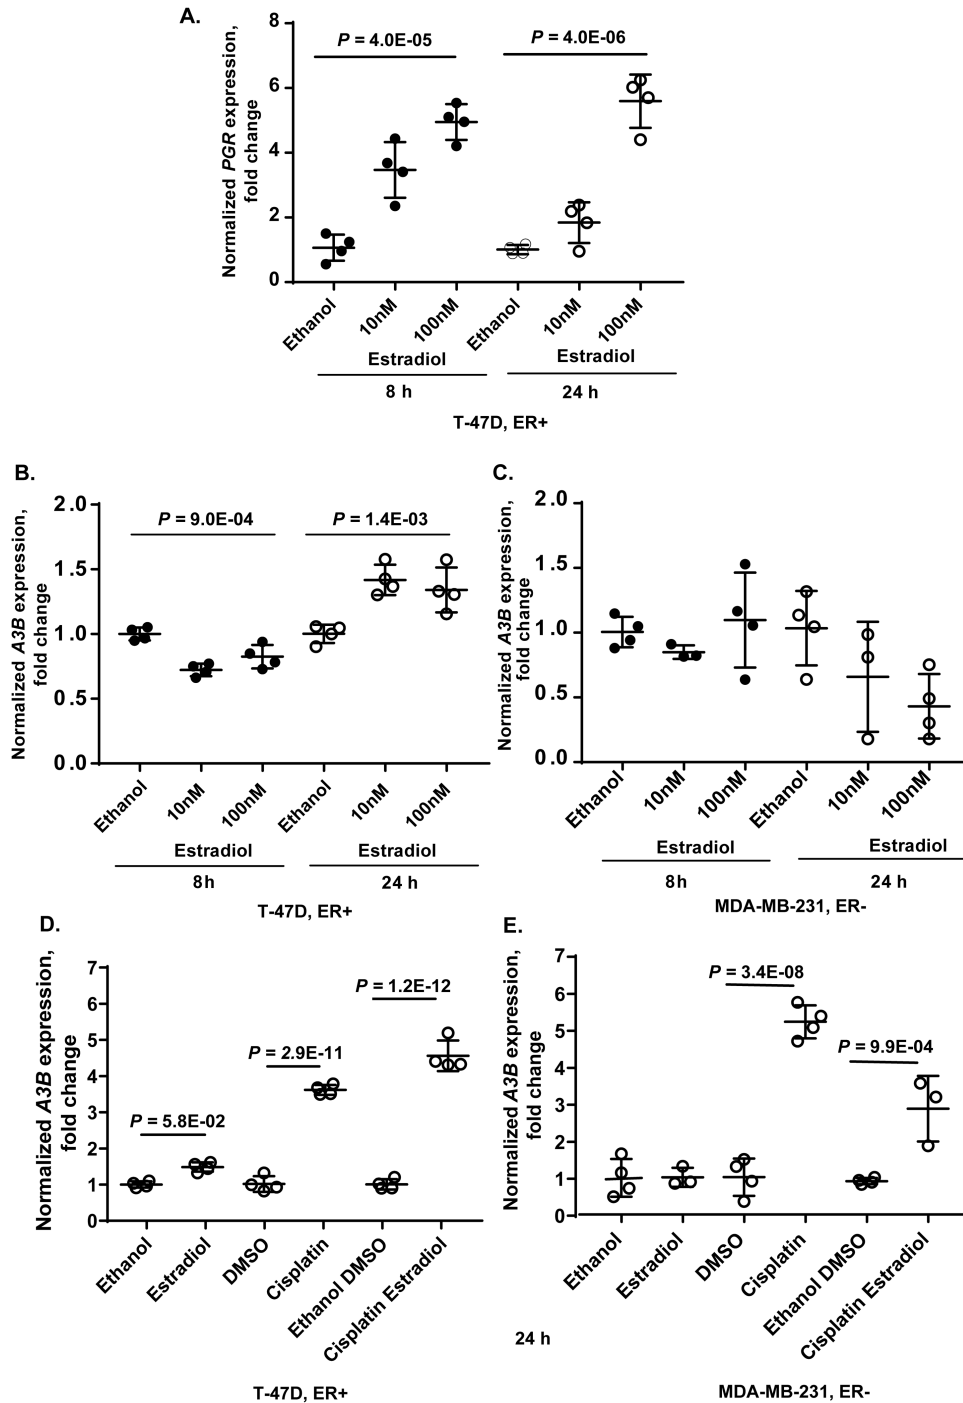 A.
Normalized PGR expression,
fold change
8
6
4
2
0
P = 4.0E-05
P = 4.0E-06
Ethanol
10nM
100nM
Ethanol
10nM
100nM
Estradiol
Estradiol
8 h
24 h
T-47D, ER+
B.
Normalized A3B expression,
fold change
2.0
1.5
1.0
0.5
0.0
P = 9.0E-04
P = 1.4E-03
Ethanol
10nM
100nM
Ethanol
10nM
100nM
Estradiol
Estradiol
8h
24 h
T-47D, ER+
C.
Normalized A3B expression,
fold change
2.0
1.5
1.0
0.5
0.0
Ethanol
10nM
100nM
Ethanol
10nM
100nM
Estradiol
Estradiol
8h
24 h
MDA-MB-231, ER-
D.
Normalized A3B expression,
fold change
7
6
5
4
3
2
1
0
P = 5.8E-02
P = 2.9E-11
P = 1.2E-12
Ethanol
Estradiol
DMSO
Cisplatin
Ethanol DMSO
Cisplatin Estradiol
T-47D, ER+
E.
Normalized A3B expression,
fold change
7
6
5
4
3
2
1
0
P = 3.4E-08
P = 9.9E-04
Ethanol
Estradiol
DMSO
Cisplatin
Ethanol DMSO
Cisplatin Estradiol
24 h
MDA-MB-231, ER-